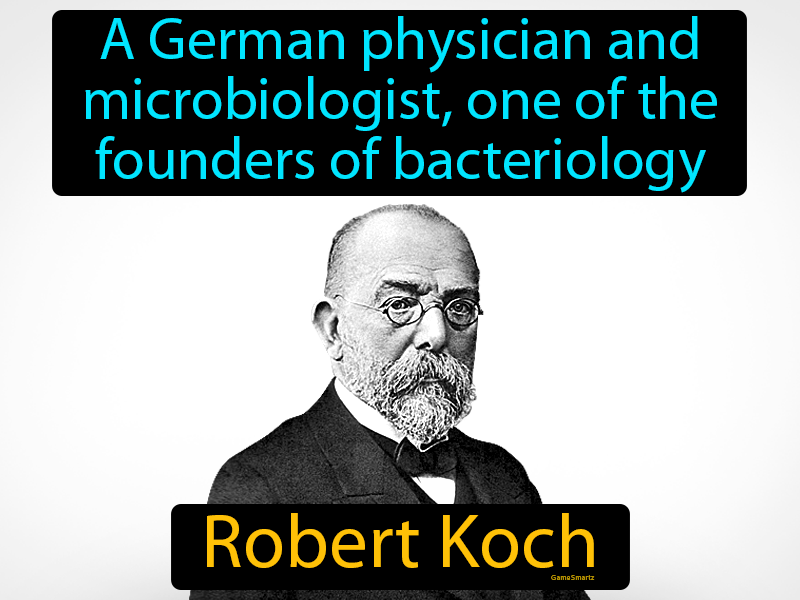 A German physician and
microbiologist, one of the
founders of bacteriology
Robert Koch
GameSmartz